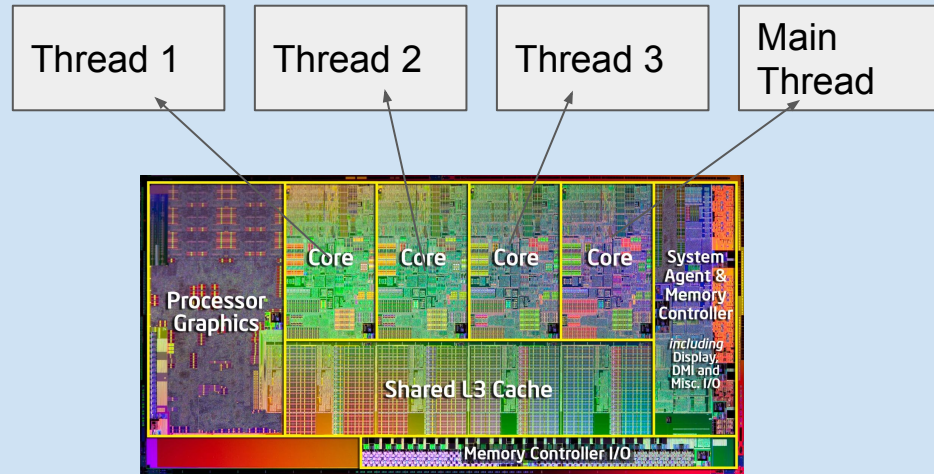 Thread 1
Thread 2
Thread 3
Main
Thread
Core
Core
Core
Core
System
Agent &
Memory
Controller
including
Display,
DMI and
Misc. I/O
Processor
Graphics
Shared L3 Cache
Memory Controller I/O